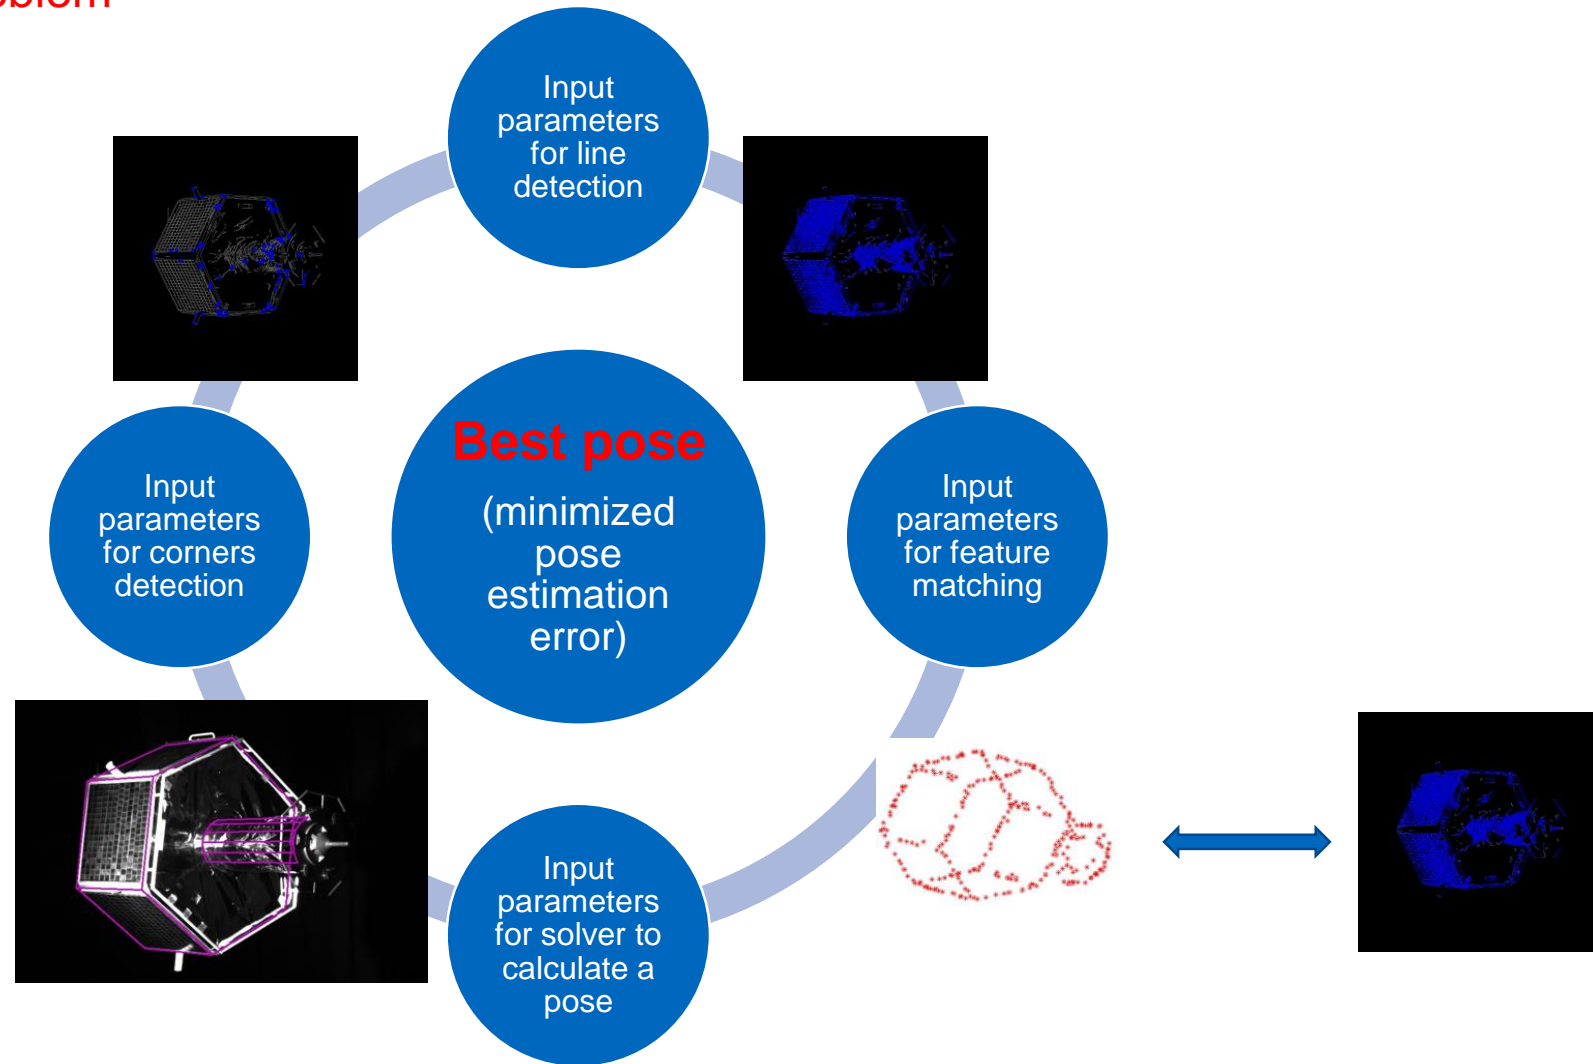 Input
parameters
for line
detection
Best pose
(minimized
pose
estimation
error)
Input
parameters
for corners
detection
Input
parameters
for feature
matching
Input
parameters
for solver to
calculate a
pose